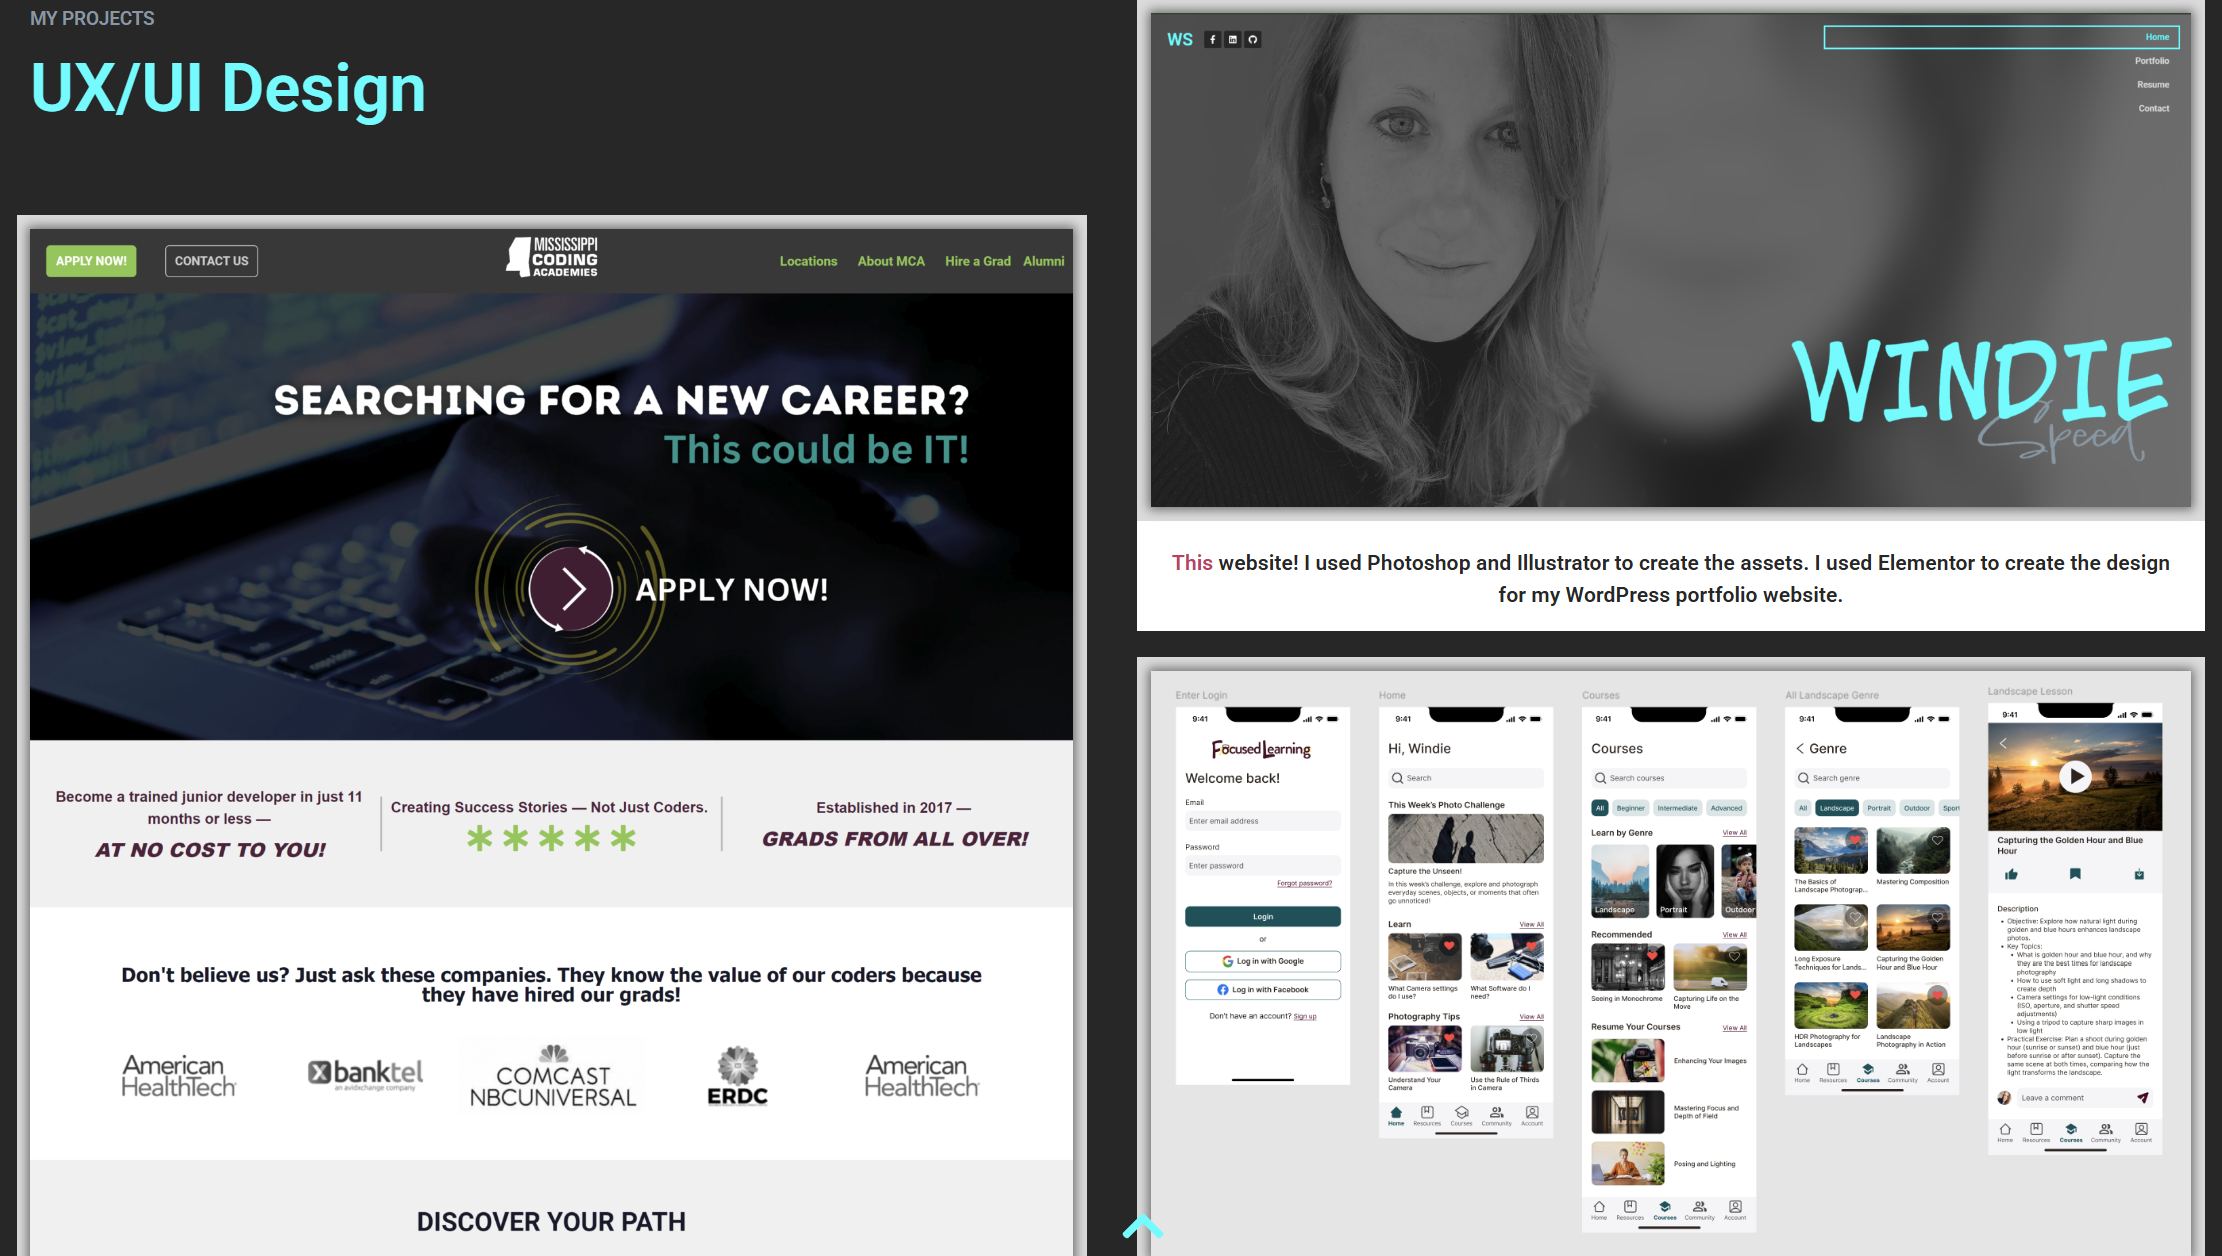 MY PROJECTS
UX/UI Design
APPLY NOW!
CONTACT US
MISSISSIPPI
CODING
ACADEMIES
Locations
About MCA
Hire a Grad
Alumni
SEARCHING FOR A NEW CAREER?
This could be IT!
APPLY NOW!
Become a trained junior developer in just 11
months or less —
AT NO COST TO YOU!
Creating Success Stories — Not Just Coders.
Established in 2017 —
GRADS FROM ALL OVER!
Don't believe us? Just ask these companies. They know the value of our coders because
they have hired our grads!
American
HealthTech
Xbanktel
an avidxchange company
COMCAST
NBCUNIVERSAL
ERDC
American
HealthTech
DISCOVER YOUR PATH
WS
Home
Portfolio
Resume
Contact
WINDIE
Speed
This website! I used Photoshop and Illustrator to create the assets. I used Elementor to create the design
for my WordPress portfolio website.
Enter Login
9:41
Focused Learning
Welcome back!
Email
Enter email address
Password
Enter password
Forgot password?
Login
or
Log in with Google
Log in with Facebook
Don't have an account? Sign up
Home
9:41
Hi, Windie
Search
This Week's Photo Challenge
Capture the Unseen!
In this week's challenge, explore and photograph
everyday scenes, objects, or moments that often
go unnoticed!
Learn
View All
What Camera settings
do I use?
What Software do I
need?
Photography Tips
View All
Understand Your
Camera
Use the Rule of Thirds
in Camera
Home
Resources
Courses
Community
Account
Courses
9:41
Courses
Search courses
All
Beginner
Intermediate
Advanced
Learn by Genre
View All
Landscape
Portrait
Outdoor
Recommended
View All
Seeing in Monochrome
Capturing Life on the
Move
Resume Your Courses
View All
Enhancing Your Images
Mastering Focus and
Depth of Field
Posing and Lighting
Home
Resources
Courses
Community
Account
All Landscape Genre
9:41
Genre
Search genre
All
Landscape
Portrait
Outdoor
Sport
The Basics of
Landscape Photograp...
Mastering Composition
Long Exposure
Techniques for Lands...
Capturing the Golden
Hour and Blue Hour
HDR Photography for
Landscapes
Landscape
Photography in Action
Home
Resources
Courses
Community
Account
Landscape Lesson
9:41
Capturing the Golden Hour and Blue
Hour
Description
• Objective: Explore how natural light during
golden and blue hours enhances landscape
photos.
• Key Topics:
• What is golden hour and blue hour, and why
they are the best times for landscape
photography
• How to use soft light and long shadows to
create depth
• Camera settings for low-light conditions
(ISO, aperture, and shutter speed
adjustments)
• Using a tripod to capture sharp images in
low light
• Practical Exercise: Plan a shoot during golden
hour (sunrise or sunset) and blue hour (just
before sunrise or after sunset). Capture the
same scene at both times, comparing how the
light transforms the landscape.
Leave a comment
Home
Resources
Courses
Community
Account